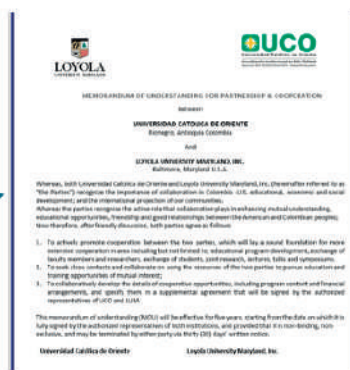 LOYOLA
UNIVERSITY MARYLAND
UCO
MEMORANDUM OF UNDERSTANDING FOR PARTNERSHIP & COOPERATION
between
UNIVERSIDAD CATOLICA DE ORIENTE
Rionegro, Antioquia Colombia
And
LOYOLA UNIVERSITY MARYLAND, INC.
Baltimore, Maryland U.S.A.
Whereas, both Universidad Católica de Oriente and Loyola University Maryland, Inc. (hereinafter referred to as
"the Parties") recognize the importance of collaboration in Colombia -U.S. educational, economic and social
development; and the international projection of our communities.
Whereas the parties recognize the active role that collaboration plays in enhancing mutual understanding,
educational opportunities, friendship and good relationships between the American and Colombian peoples;
Now therefore, after friendly discussion, both parties agree as follows:
1. To actively promote cooperation between the two parties, which will lay a sound foundation for more
extensive cooperation in areas including but not limited to, educational program development, exchange of
faculty members and researchers, exchange of students, joint research, lectures, talks and symposiums.
2. To seek close contacts and collaborate on using the resources of the two parties to pursue education and
training opportunities of mutual interest;
3. To collaboratively develop the details of cooperative opportunities, including program content and financial
arrangements, and specify them in a supplemental agreement that will be signed by the authorized
representatives of UCO and LUM.
This memorandum of understanding (MOU) will be effective for five years, starting from the date on which it is
fully signed by the authorized representatives of both institutions, and provided that it is non-binding, non-
exclusive, and may be terminated by either party via thirty (30) days' written notice.
Universidad Católica de Oriente Loyola University Maryland, Inc.